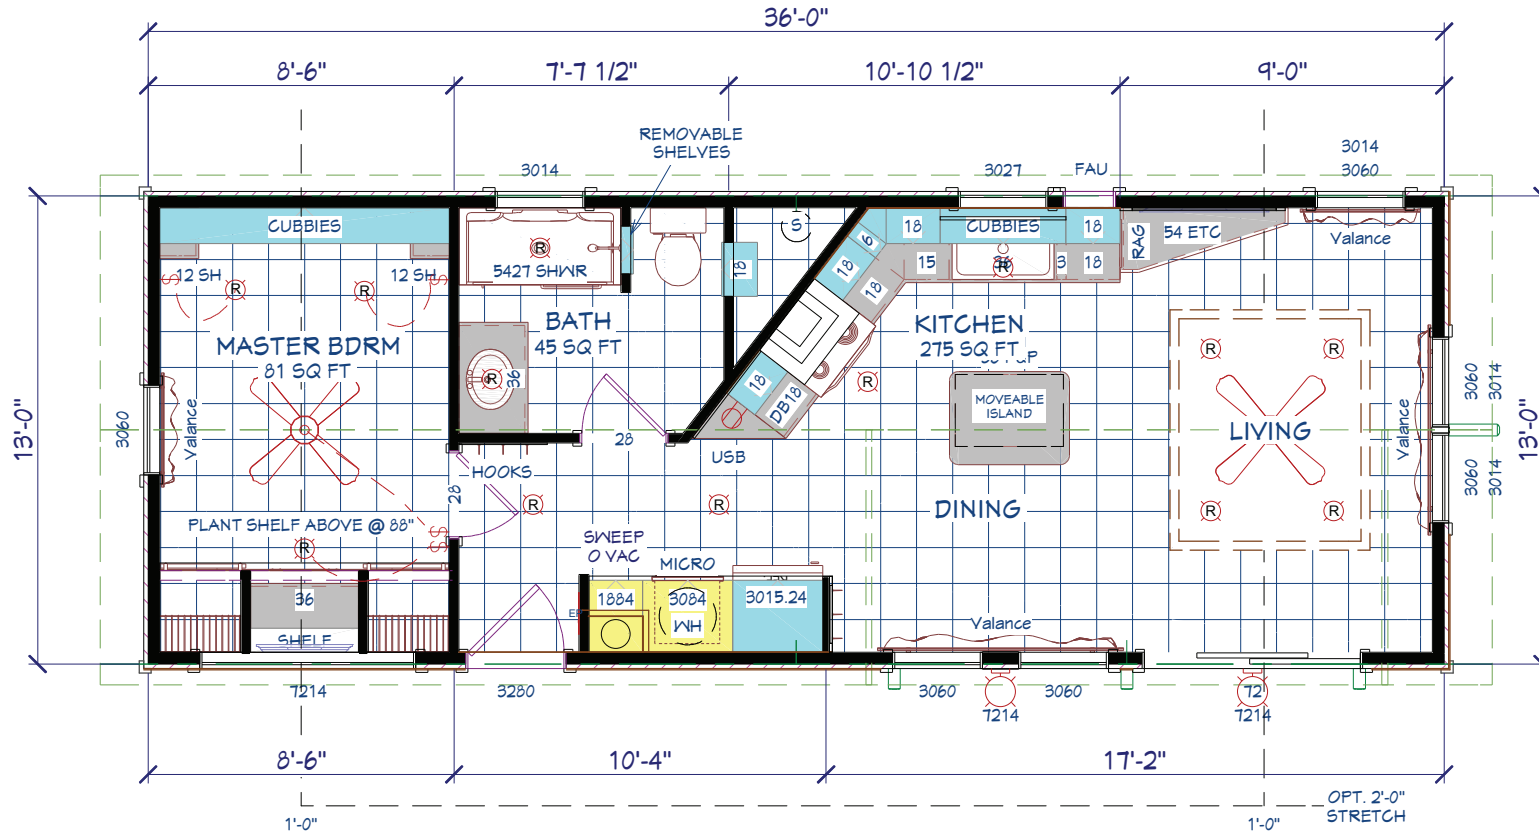 36'-0"
8'-6"
7'-7 1/2"
10'-10 1/2"
9'-0"
REMOVABLE
SHELVES
3014
3014
3027
FAU
3060
CUBBIES
S
18
CUBBIES
18
RAG
54 ETC
Valance
6
12 SH
12 SH
5427 SHWR
18
18
15
3
18
R
R
R
R
18
MASTER BDRM
81 SQ FT
BATH
45 SQ FT
KITCHEN
275 SQ FT
R
R
R
36
18
DB18
R
MOVEABLE
ISLAND
3060
3014
13'-0"
3060
Valance
28
USB
LIVING
Valance
13'-0"
HOOKS
28
3060
3014
R
R
DINING
R
R
PLANT SHELF ABOVE @ 88"
R
SWEEP
O VAC
MICRO
REF
36
1884
3084
WH
3015.24
SHELF
Valance
7214
3280
3060
3060
7214
72
7214
8'-6"
10'-4"
17'-2"
1'-0"
1'-0"
OPT. 2'-0"
STRETCH